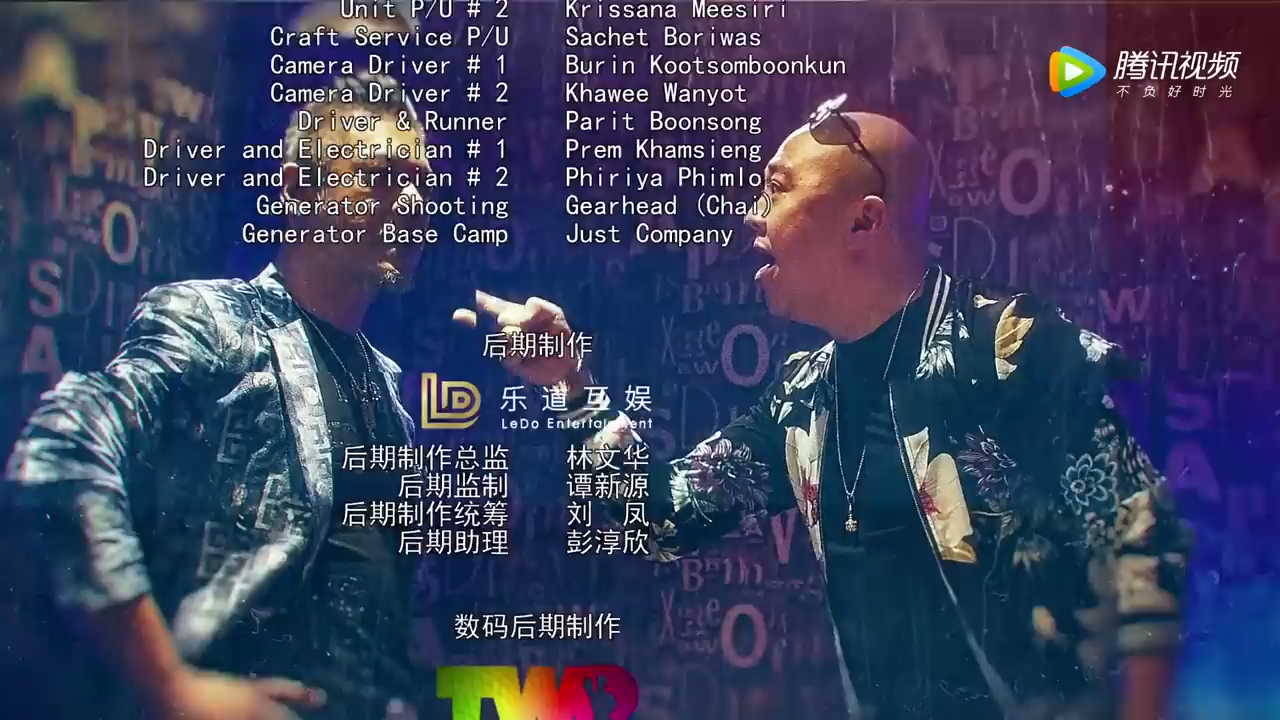 Unit P/U # 2 Krissana Meesiri
Craft Service P/U Sachet Boriwas
Camera Driver # 1 Burin Kootsomboonkun
Camera Driver # 2 Khawee Wanyot
Driver & Runner Parit Boonsong
Driver and Electrician # 1 Prem Khamsieng
Driver and Electrician # 2 Phiriya Phimlo
Generator Shooting Gearhead (Chai)
Generator Base Camp Just Company
腾讯视频
不负好时光
后期制作
LD 乐道互娱
LeDo Entertainment
后期制作总监 林文华
后期监制 谭新源
后期制作统筹 刘 凤
后期助理 彭淳欣
数码后期制作